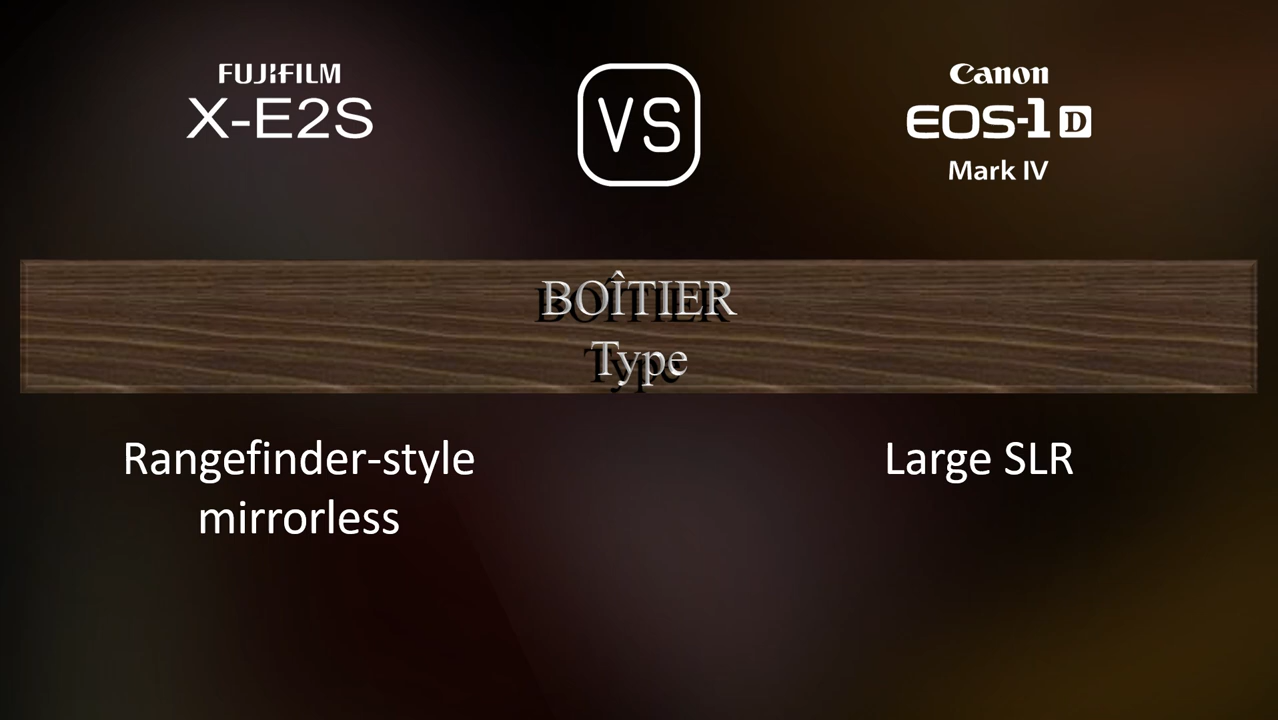 FUJIFILM
X-E2S
VS
Canon
EOS-1D
Mark IV
BOÎTIER
Type
Rangefinder-style
mirrorless
Large SLR